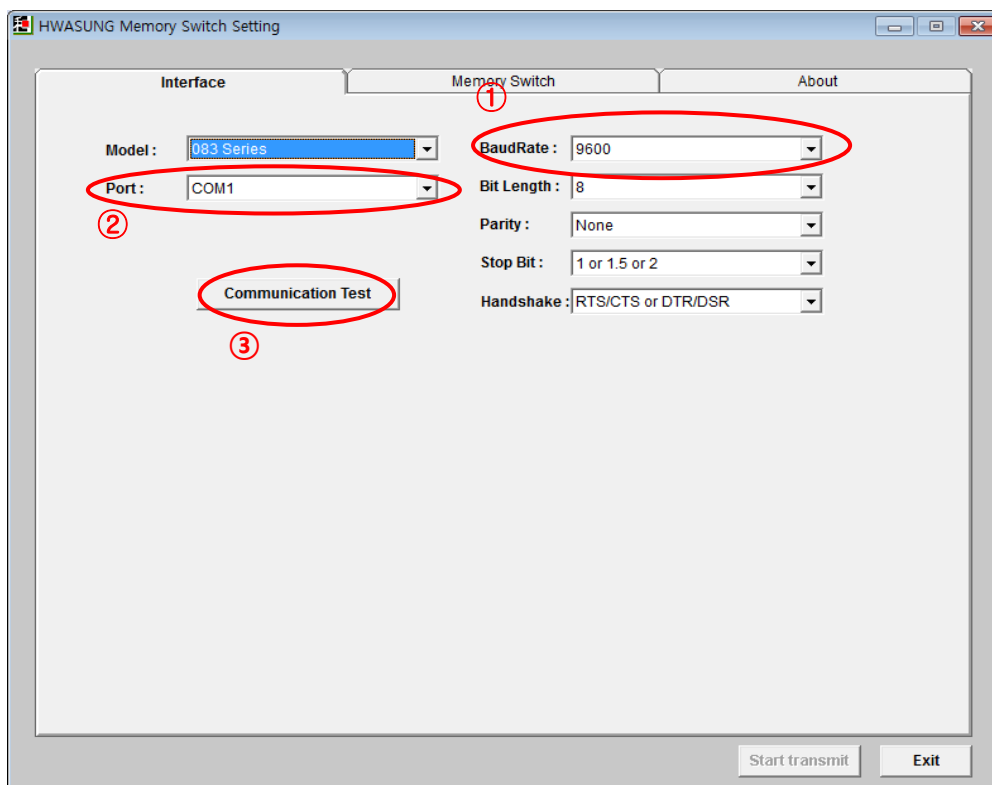 HWASUNG Memory Switch Setting
Interface
Memory Switch
About
①
Model :
083 Series
BaudRate :
9600
Port :
COM1
Bit Length :
8
②
Parity :
None
Stop Bit :
1 or 1.5 or 2
Communication Test
Handshake :
RTS/CTS or DTR/DSR
③
Start transmit
Exit